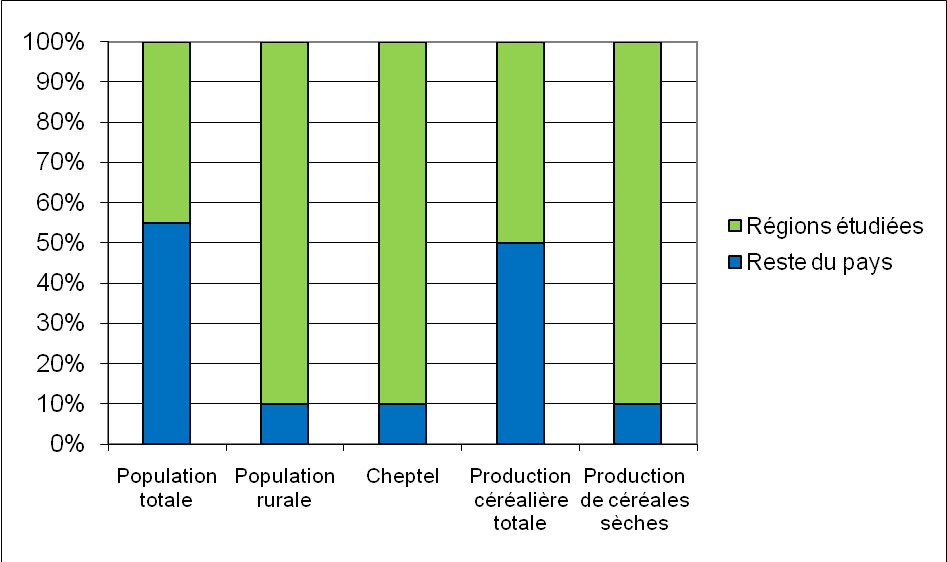 100%
90%
80%
70%
60%
50%
40%
30%
20%
10%
0%
Population
totale
Population
rurale
Cheptel
Production
céréalière
totale
Production
de céréales
sèches
Régions étudiées
Reste du pays